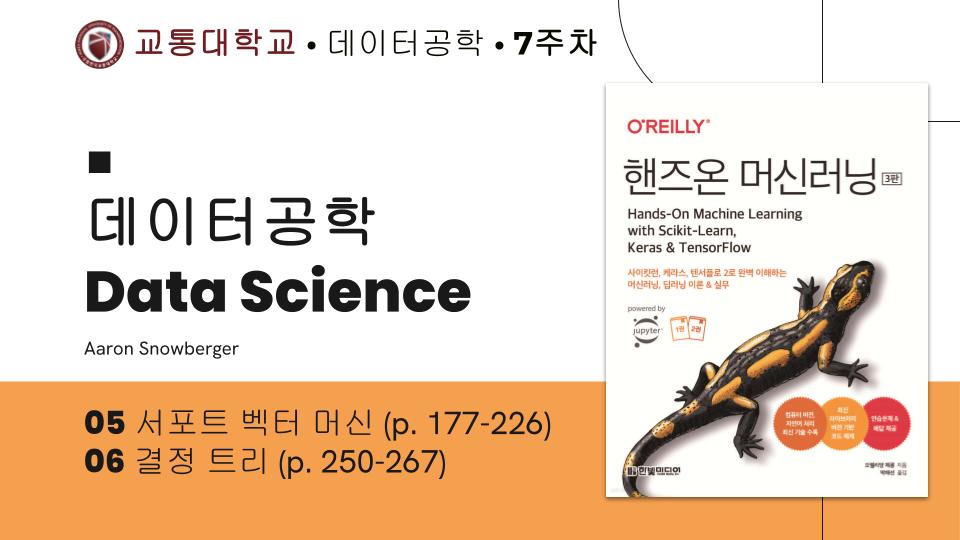 교통대학교 • 데이터공학 • 7주차
데이터공학
Data Science
Aaron Snowberger
05 서포트 벡터 머신 (p. 177-226)
06 결정 트리 (p. 250-267)
O'REILLY®
핸즈온 머신러닝 3판
Hands-On Machine Learning
with Scikit-Learn,
Keras & TensorFlow
사이킷런, 케라스, 텐서플로 2로 완벽 이해하는
머신러닝, 딥러닝 이론 & 실무
powered by
jupyter
1권 2권
컴퓨터 비전,
자연어 처리
최신 기술 수록
최신
라이브러리
버전 기반
코드 예제
연습문제 &
해답 제공
오렐리앙 제롱 지음
박해선 옮김
한빛미디어